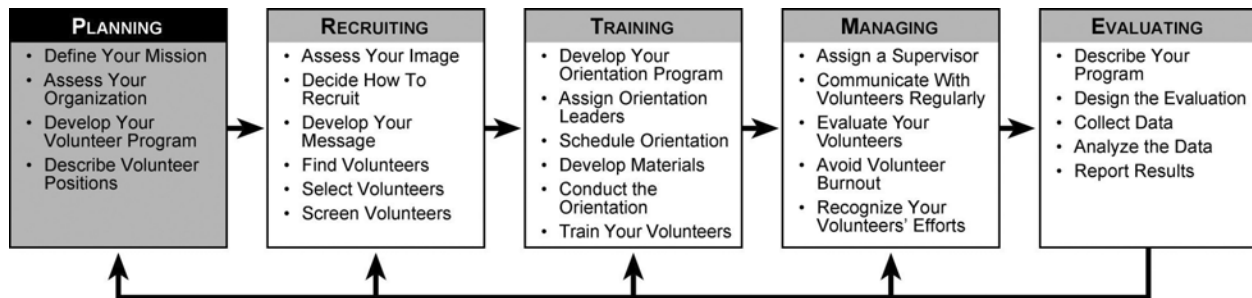 PLANNING
• Define Your Mission
• Assess Your
Organization
• Develop Your
Volunteer Program
• Describe Volunteer
Positions
RECRUITING
• Assess Your Image
• Decide How To
Recruit
• Develop Your
Message
• Find Volunteers
• Select Volunteers
• Screen Volunteers
TRAINING
• Develop Your
Orientation Program
• Assign Orientation
Leaders
• Schedule Orientation
• Develop Materials
• Conduct the
Orientation
• Train Your Volunteers
MANAGING
• Assign a Supervisor
• Communicate With
Volunteers Regularly
• Evaluate Your
Volunteers
• Avoid Volunteer
Burnout
• Recognize Your
Volunteers' Efforts
EVALUATING
• Describe Your
Program
• Design the Evaluation
• Collect Data
• Analyze the Data
• Report Results